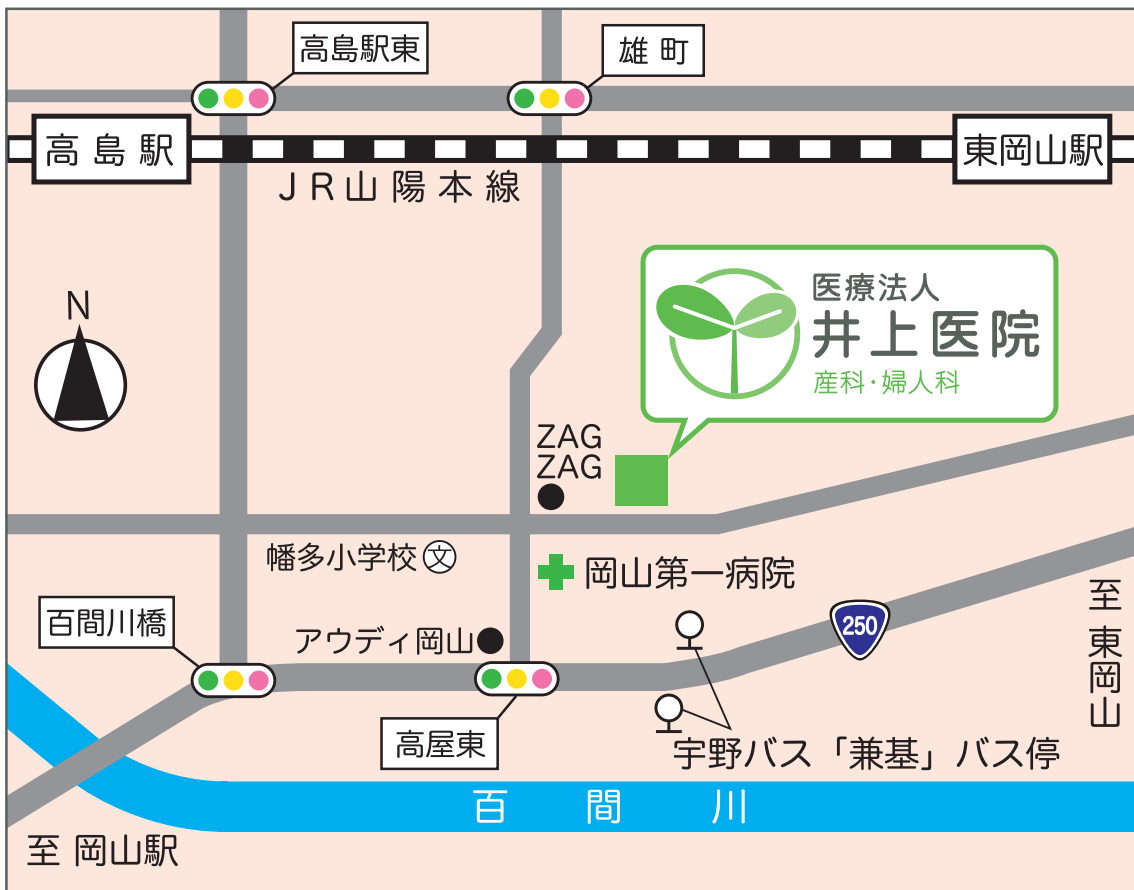 高島駅東
雄町
高島駅
東岡山駅
JR山陽本線
N
医療法人
井上医院
産科・婦人科
ZAG
ZAG
幡多小学校
文
岡山第一病院
百間川橋
アウディ岡山
250
至 東岡山
高屋東
宇野バス「兼基」バス停
百間川
至 岡山駅